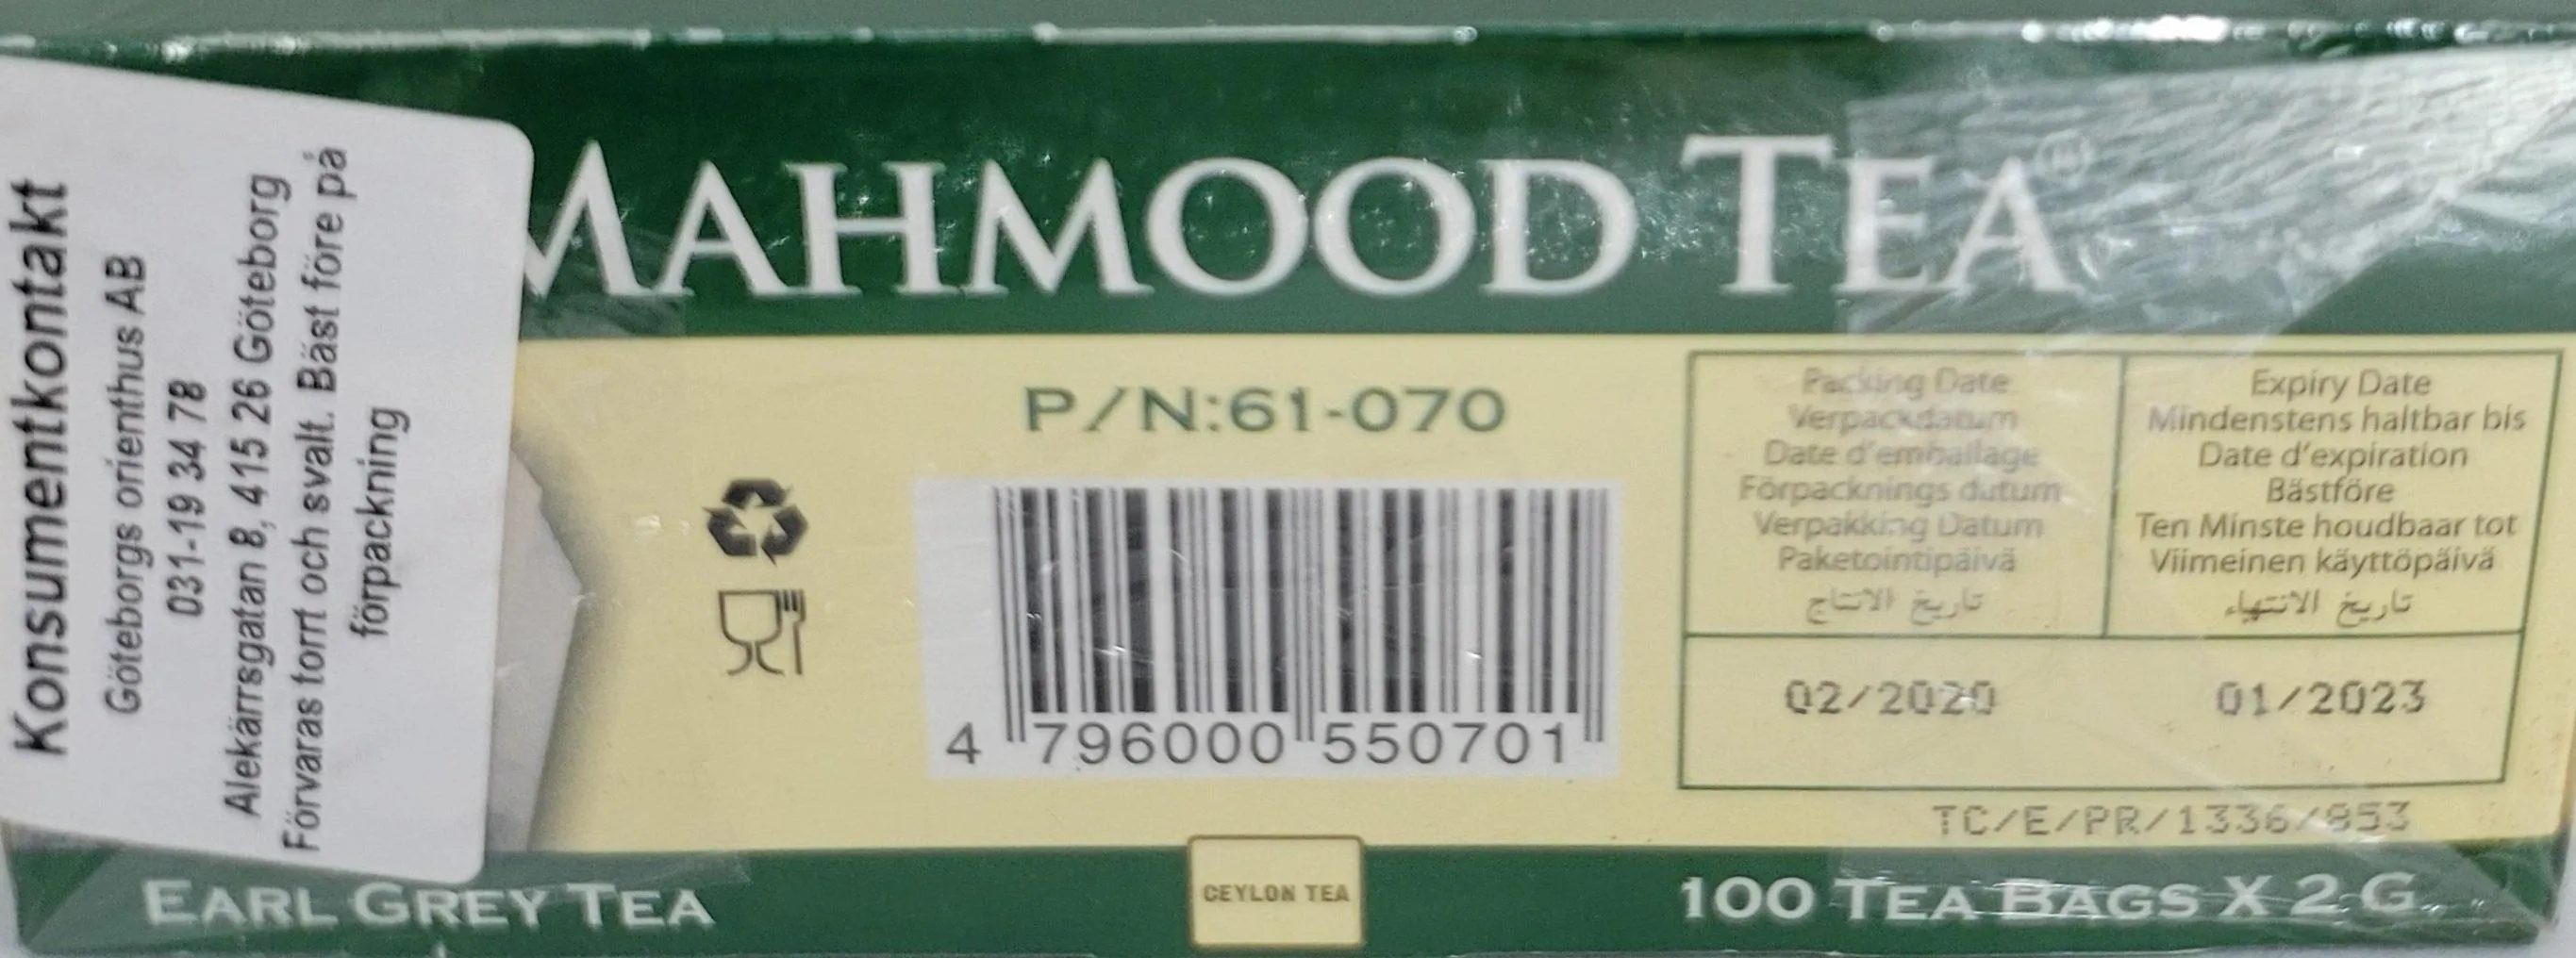 Konsumentkontakt
Göteborgs orienthus AB
031-19 34 78
Alekärrsgatan 8, 415 26 Göteborg
Förvaras torrt och svalt. Bäst före på
förpackning
MAHMOOD TEA®
P/N:61-070
4 796000 550701
Packing Date
Verpackdatum
Date d'emballage
Förpacknings datum
Verpakking Datum
Paketointipäivä
تاريخ الانتاج
Expiry Date
Mindenstens haltbar bis
Date d'expiration
Bästföre
Ten Minste houdbaar tot
Viimeinen käyttöpäivä
تاريخ الانتهاء
02/2020
01/2023
TC/E/PR/1336/853
EARL GREY TEA
CEYLON TEA
100 TEA BAGS X 2 G